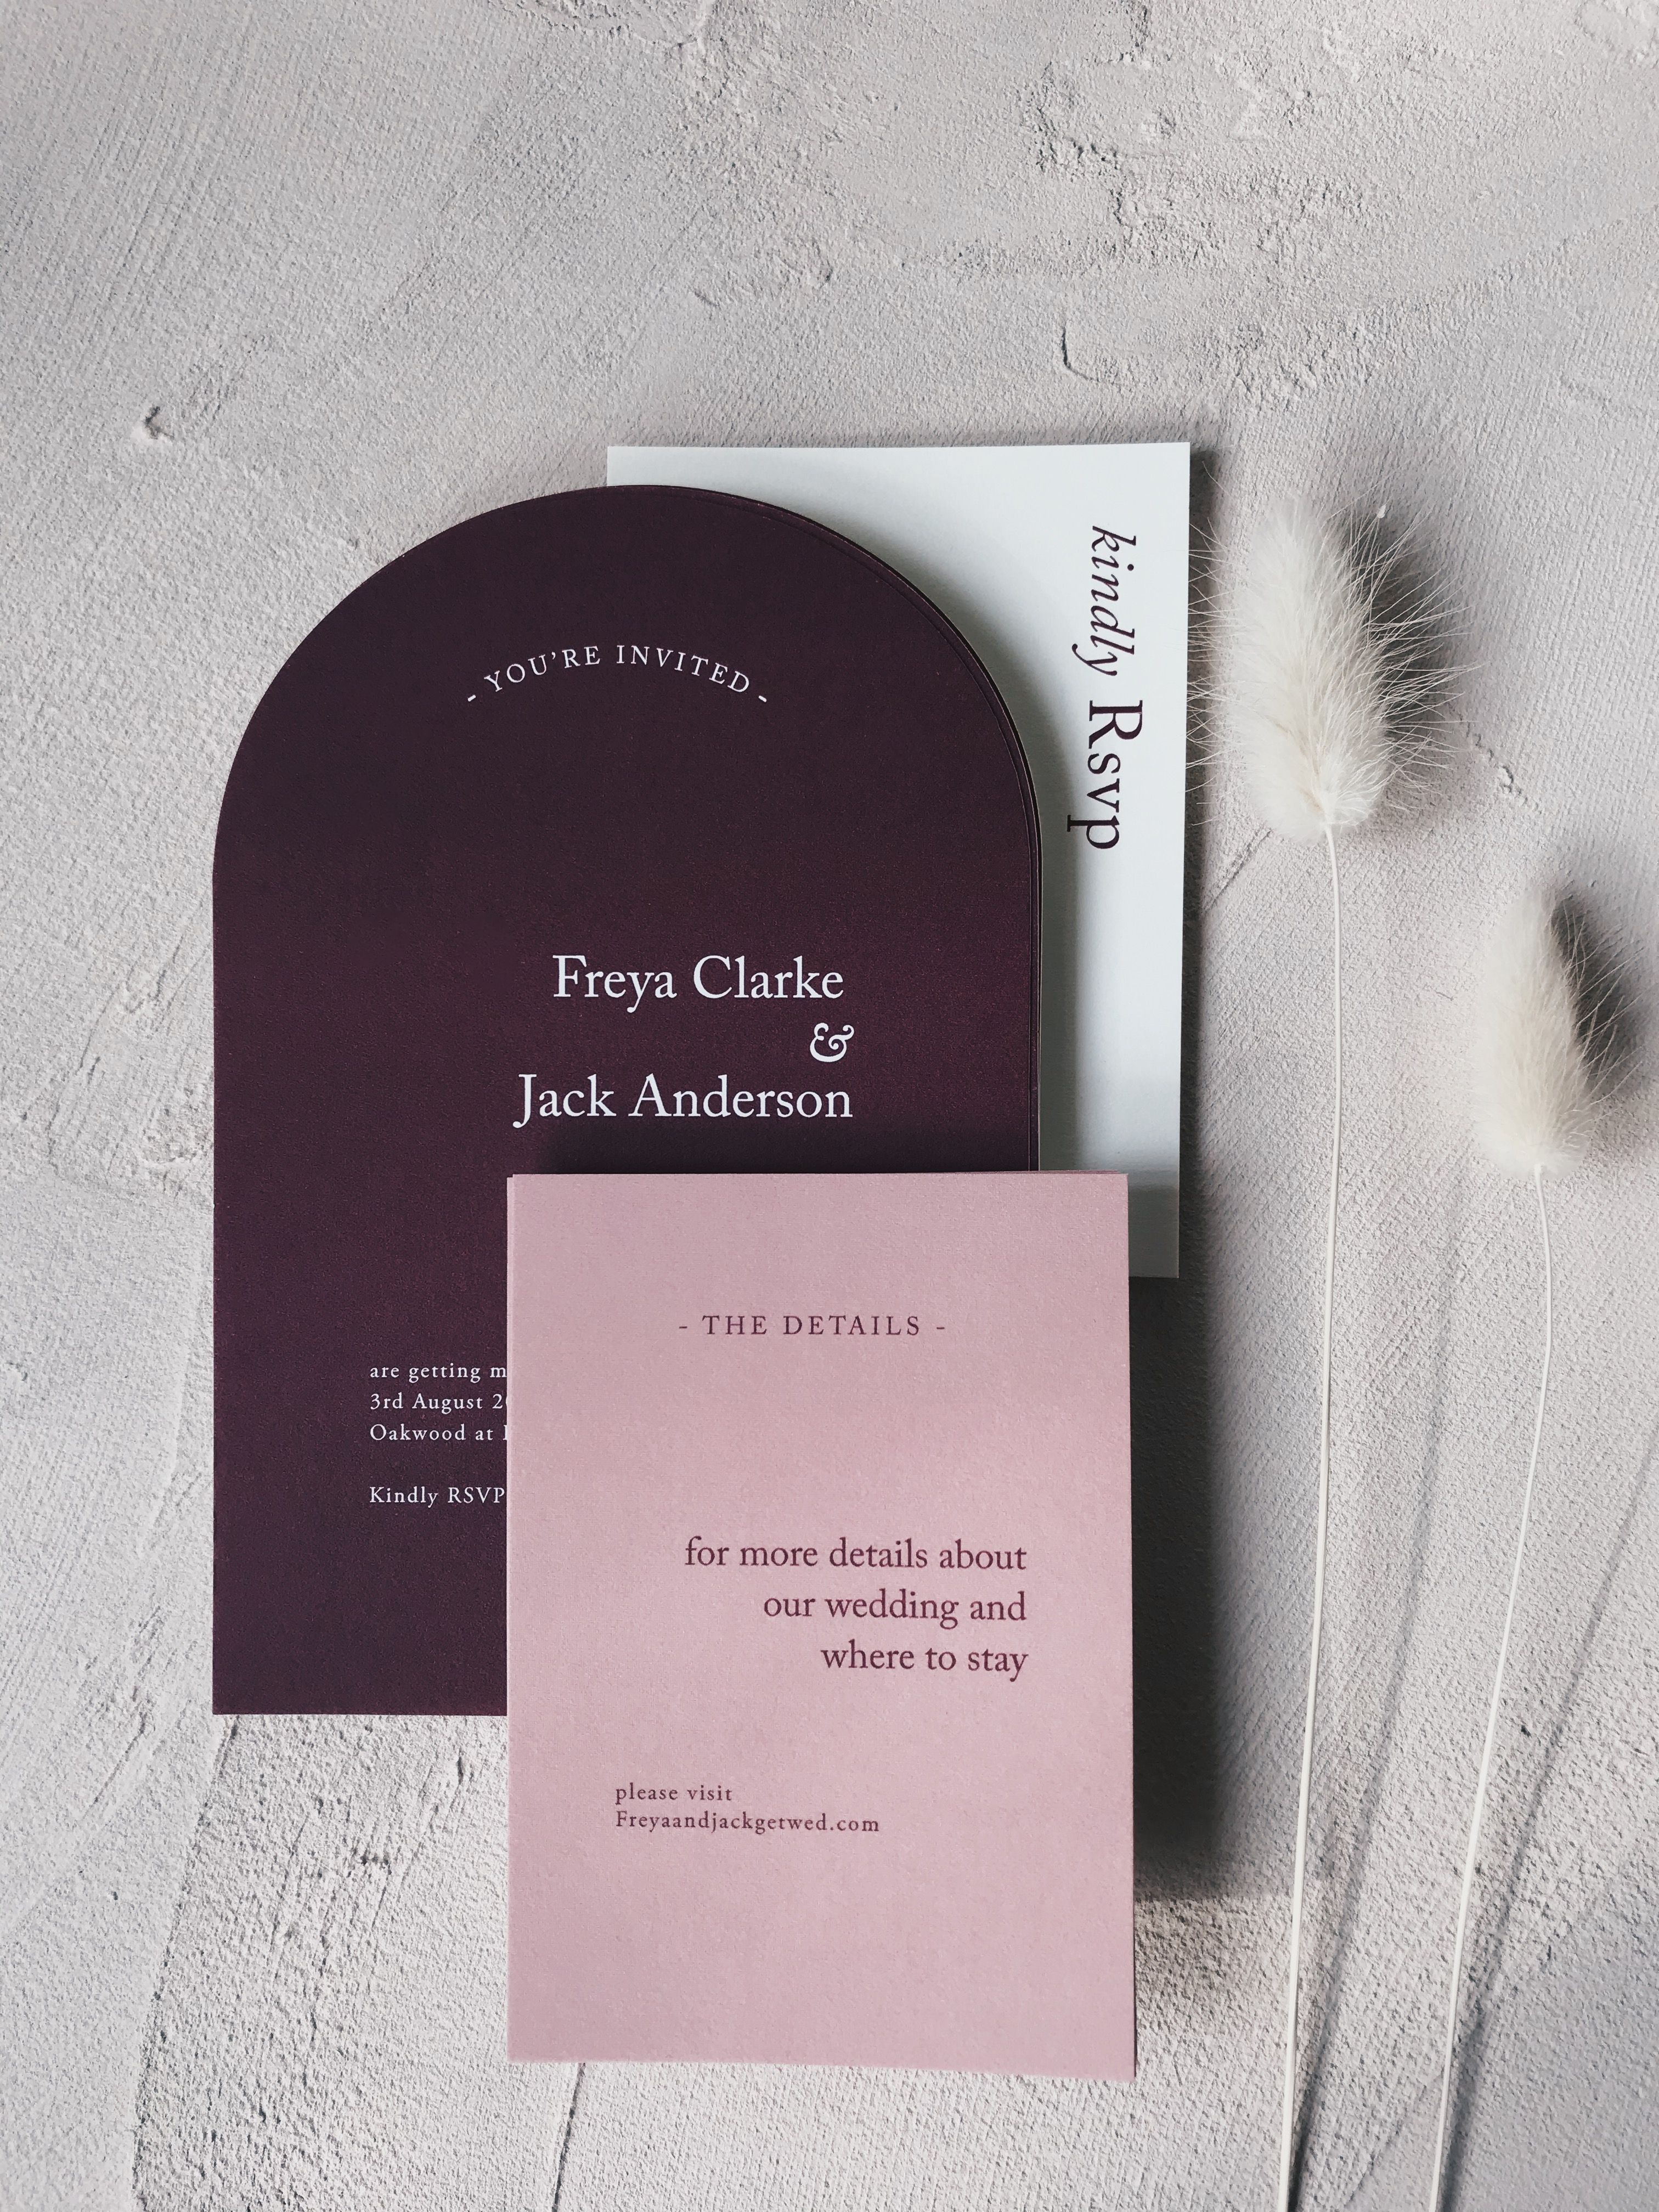 kindly Rsvp
- YOU'RE INVITED -
Freya Clarke
&
Jack Anderson
are getting
3rd August
Oakwood at
Kindly RSVP
- THE DETAILS -
for more details about
our wedding and
where to stay
please visit
Freyaandjackgetwed.com